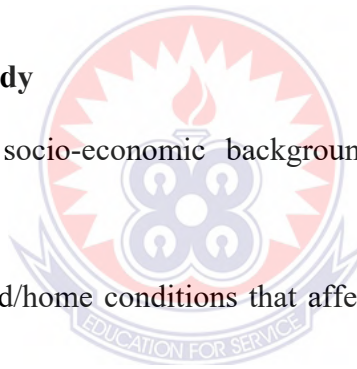 dy
socio-economic background
d/home conditions that affe
EDUCATION FOR SERVICE